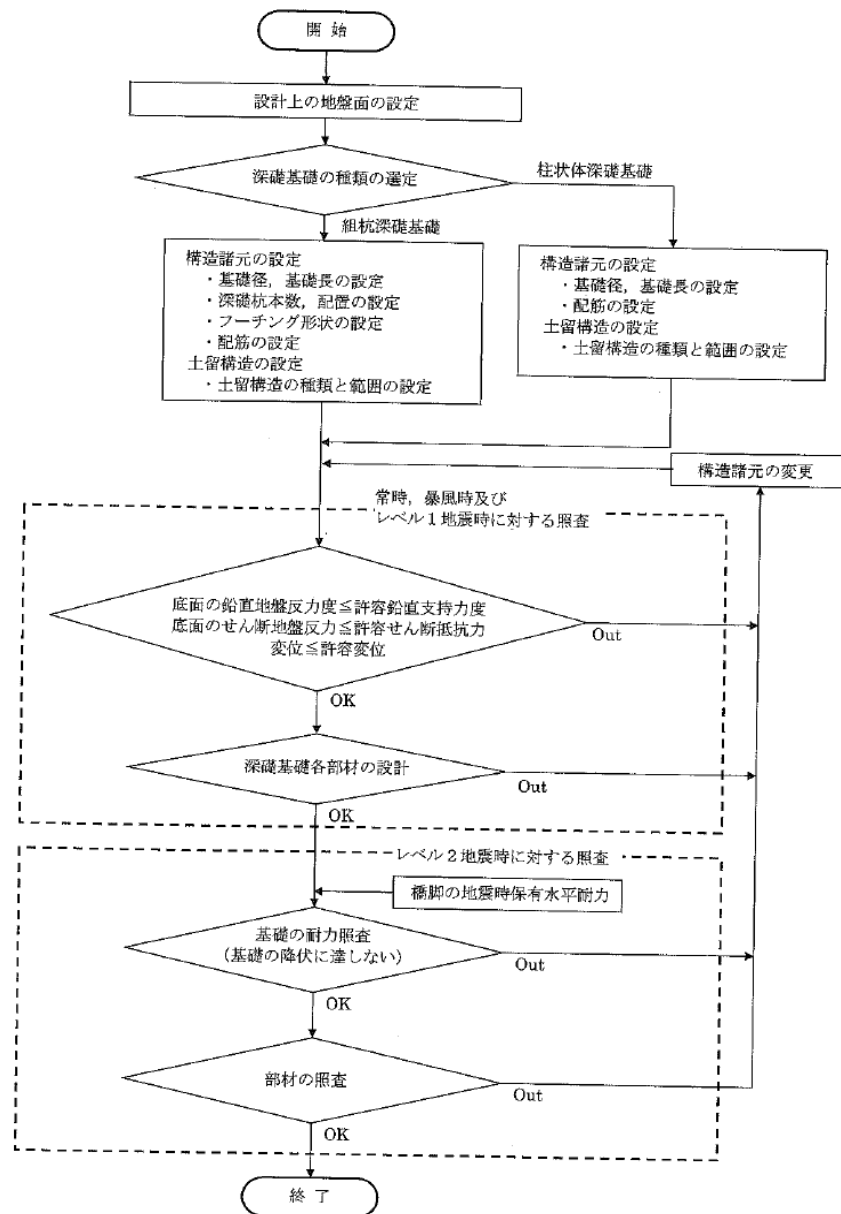 開 始
設計上の地盤面の設定
深礎基礎の種類の選定
柱状体深礎基礎
組杭深礎基礎
構造諸元の設定
・基礎径，基礎長の設定
・深礎杭本数，配置の設定
・フーチング形状の設定
・配筋の設定
土留構造の設定
・土留構造の種類と範囲の設定
構造諸元の設定
・基礎径，基礎長の設定
・配筋の設定
土留構造の設定
・土留構造の種類と範囲の設定
構造諸元の変更
常時，暴風時及び
レベル1地震時に対する照査
底面の鉛直地盤反力度≦許容鉛直支持力度
底面のせん断地盤反力≦許容せん断抵抗力
変位≦許容変位
Out
OK
深礎基礎各部材の設計
Out
OK
レベル2地震時に対する照査
橋脚の地震時保有水平耐力
基礎の耐力照査
(基礎の降伏に達しない)
Out
OK
部材の照査
Out
OK
終 了